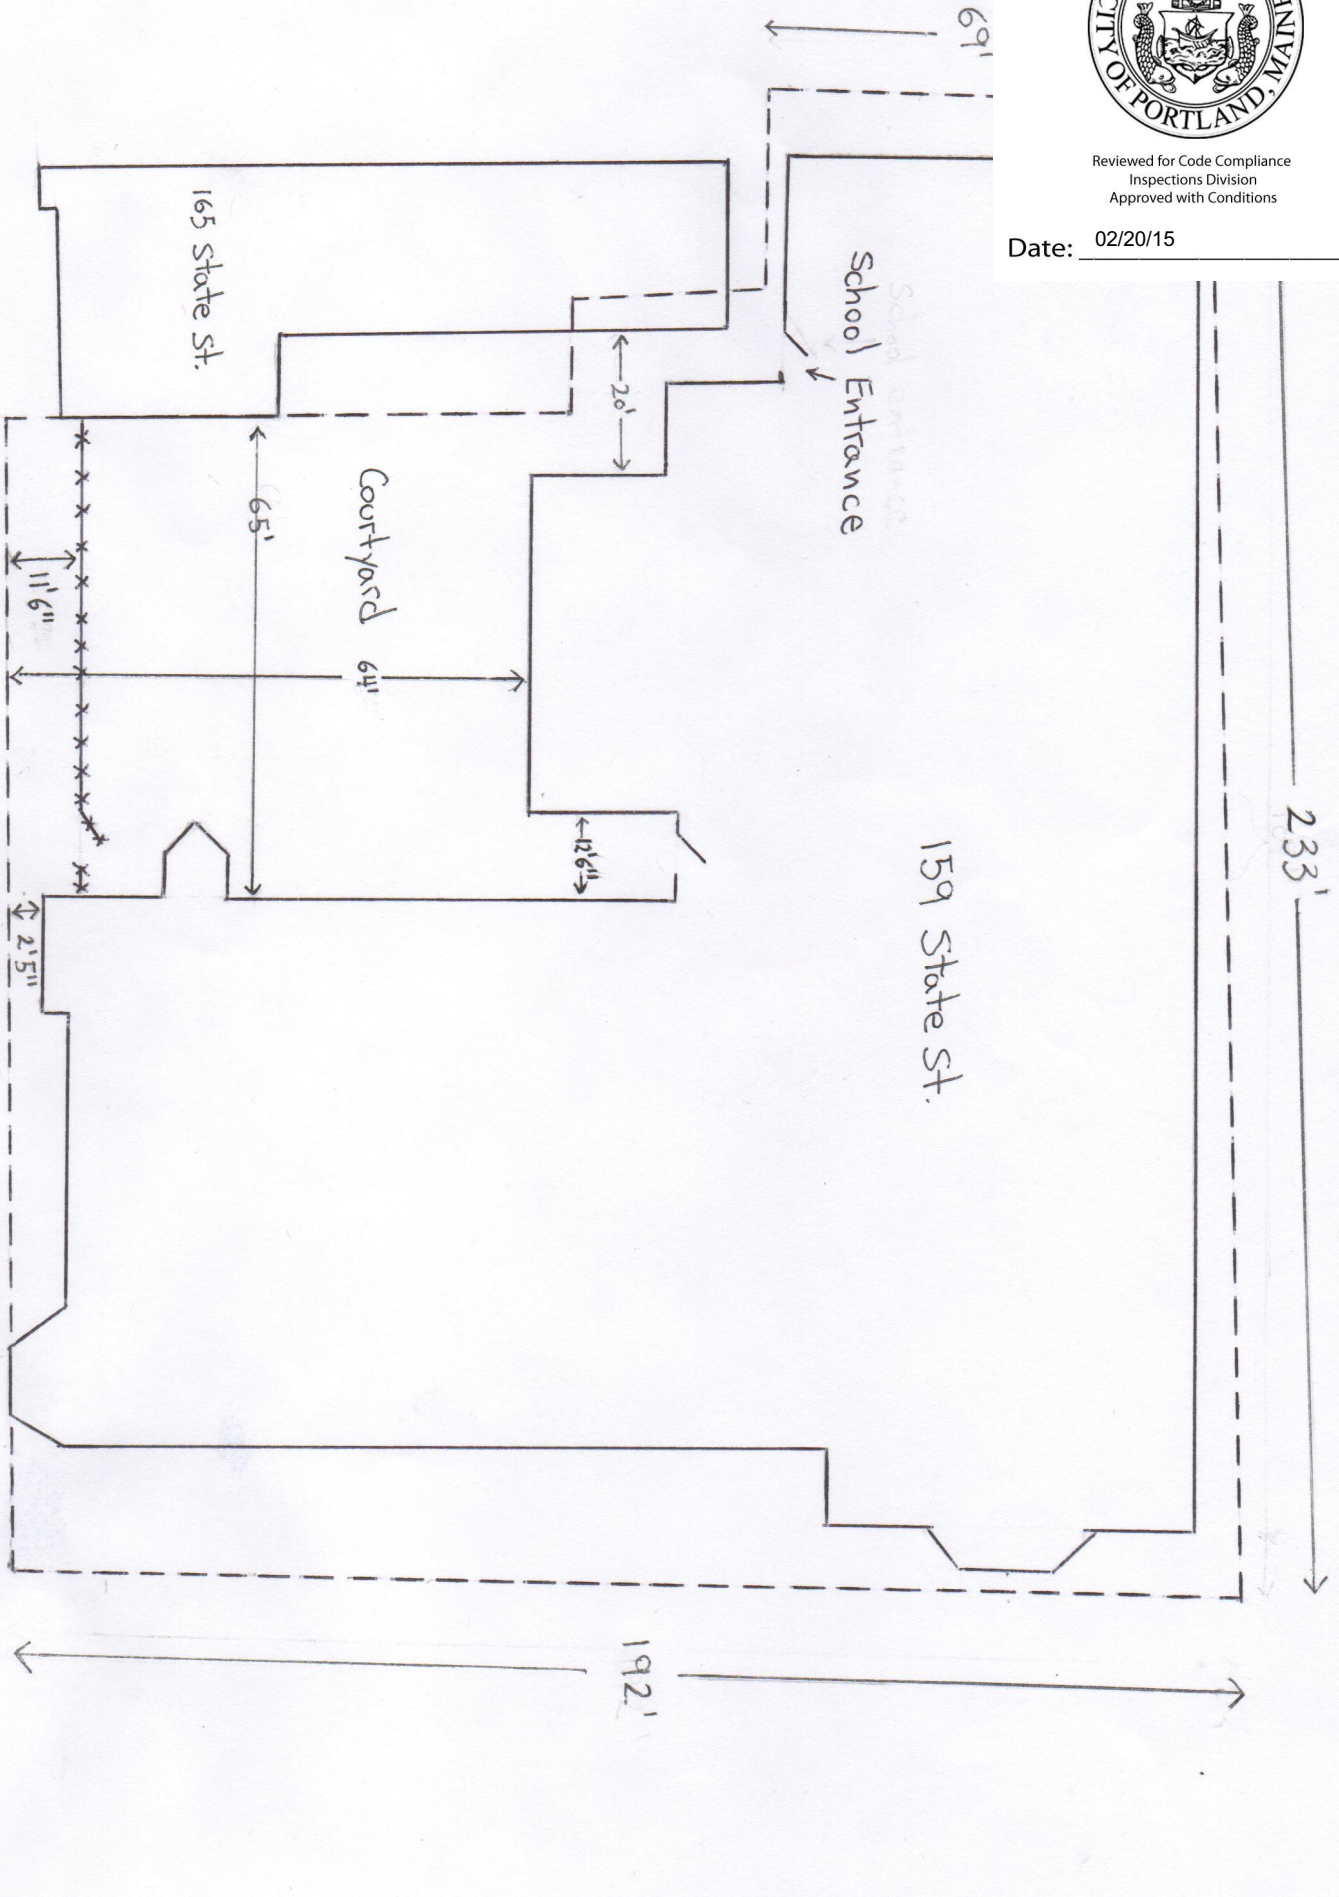 CITY OF PORTLAND, MAIN
Reviewed for Code Compliance
Inspections Division
Approved with Conditions
Date: 02/20/15
69'
165 State St.
School Entrance
20'
Courtyard
65'
64'
11'6"
12'6"
2'5"
159 State St.
233'
192'